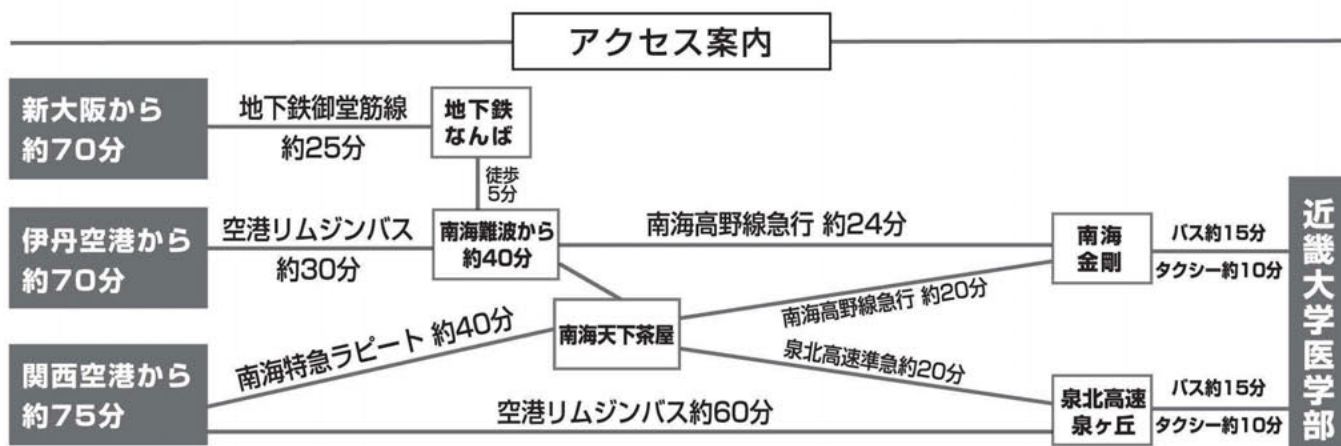 アクセス案内
新大阪から
約70分
地下鉄御堂筋線
約25分
地下鉄
なんば
徒歩
5分
伊丹空港から
約70分
空港リムジンバス
約30分
南海難波から
約40分
南海高野線急行 約24分
南海
金剛
バス約15分
タクシー約10分
近畿大学医学部
関西空港から
約75分
南海特急ラピート 約40分
南海天下茶屋
南海高野線急行 約20分
泉北高速準急約20分
空港リムジンバス約60分
泉北高速
泉ヶ丘
バス約15分
タクシー約10分